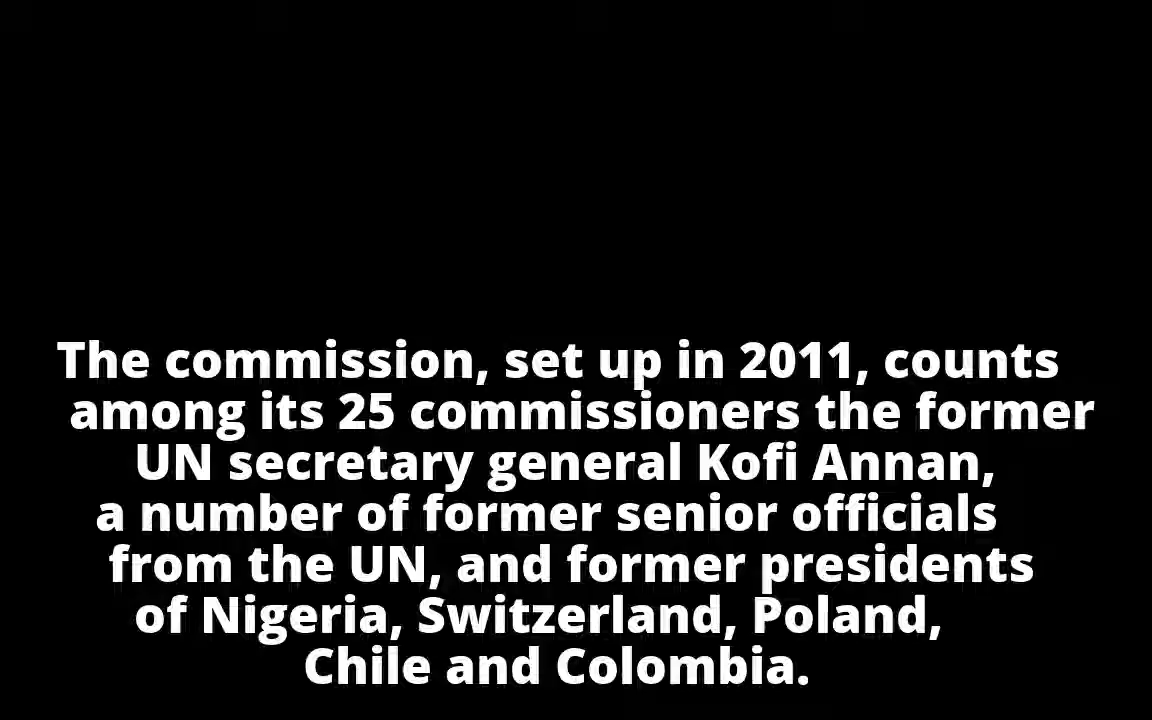 The commission, set up in 2011, counts
among its 25 commissioners the former
UN secretary general Kofi Annan,
a number of former senior officials
from the UN, and former presidents
of Nigeria, Switzerland, Poland,
Chile and Colombia.